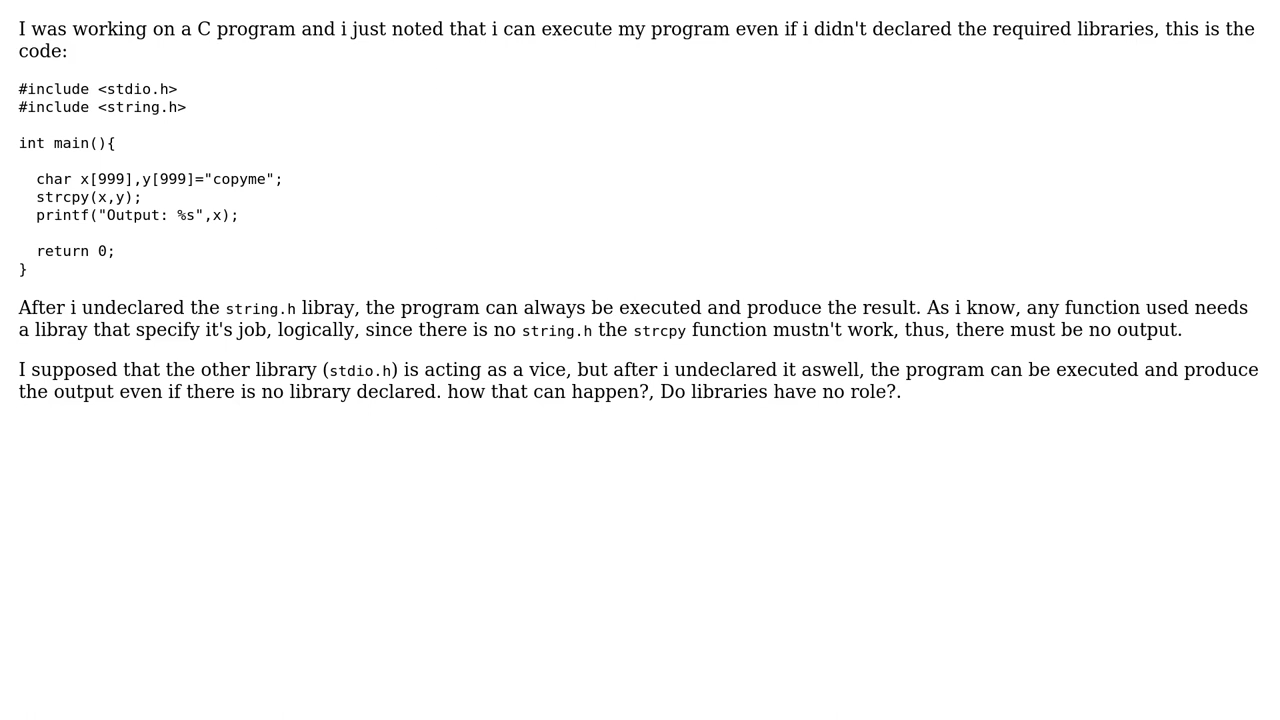 I was working on a C program and i just noted that i can execute my program even if i didn't declared the required libraries, this is the
code:
#include <stdio.h>
#include <string.h>
int main(){
char x[999],y[999]="copyme";
strcpy(x,y);
printf("Output: %s",x);
return 0;
}
After i undeclared the string.h libray, the program can always be executed and produce the result. As i know, any function used needs
a libray that specify it's job, logically, since there is no string.h the strcpy function mustn't work, thus, there must be no output.
I supposed that the other library (stdio.h) is acting as a vice, but after i undeclared it aswell, the program can be executed and produce
the output even if there is no library declared. how that can happen?, Do libraries have no role?.